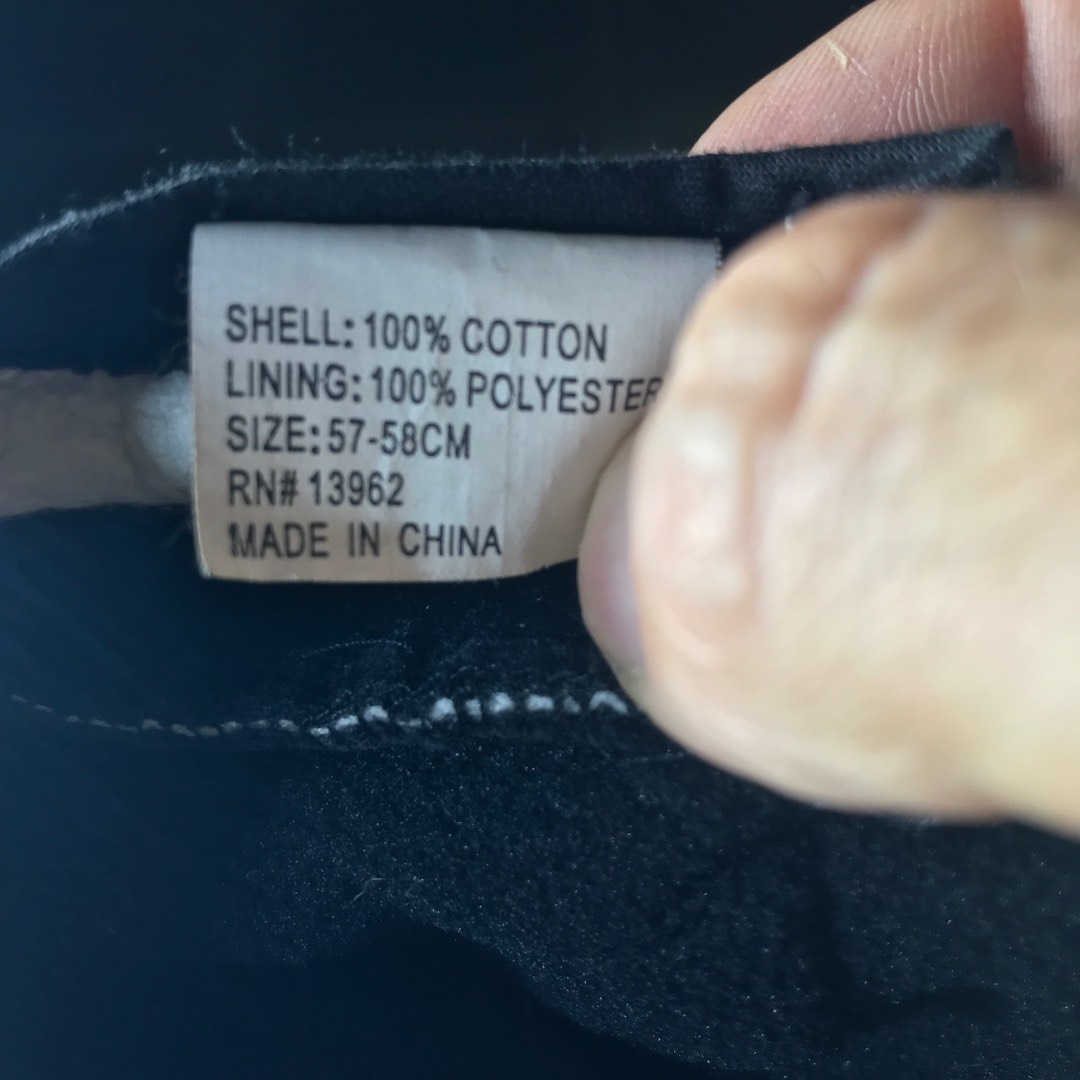 SHELL: 100% COTTON
LINING: 100% POLYESTER
SIZE: 57-58CM
RN# 13962
MADE IN CHINA